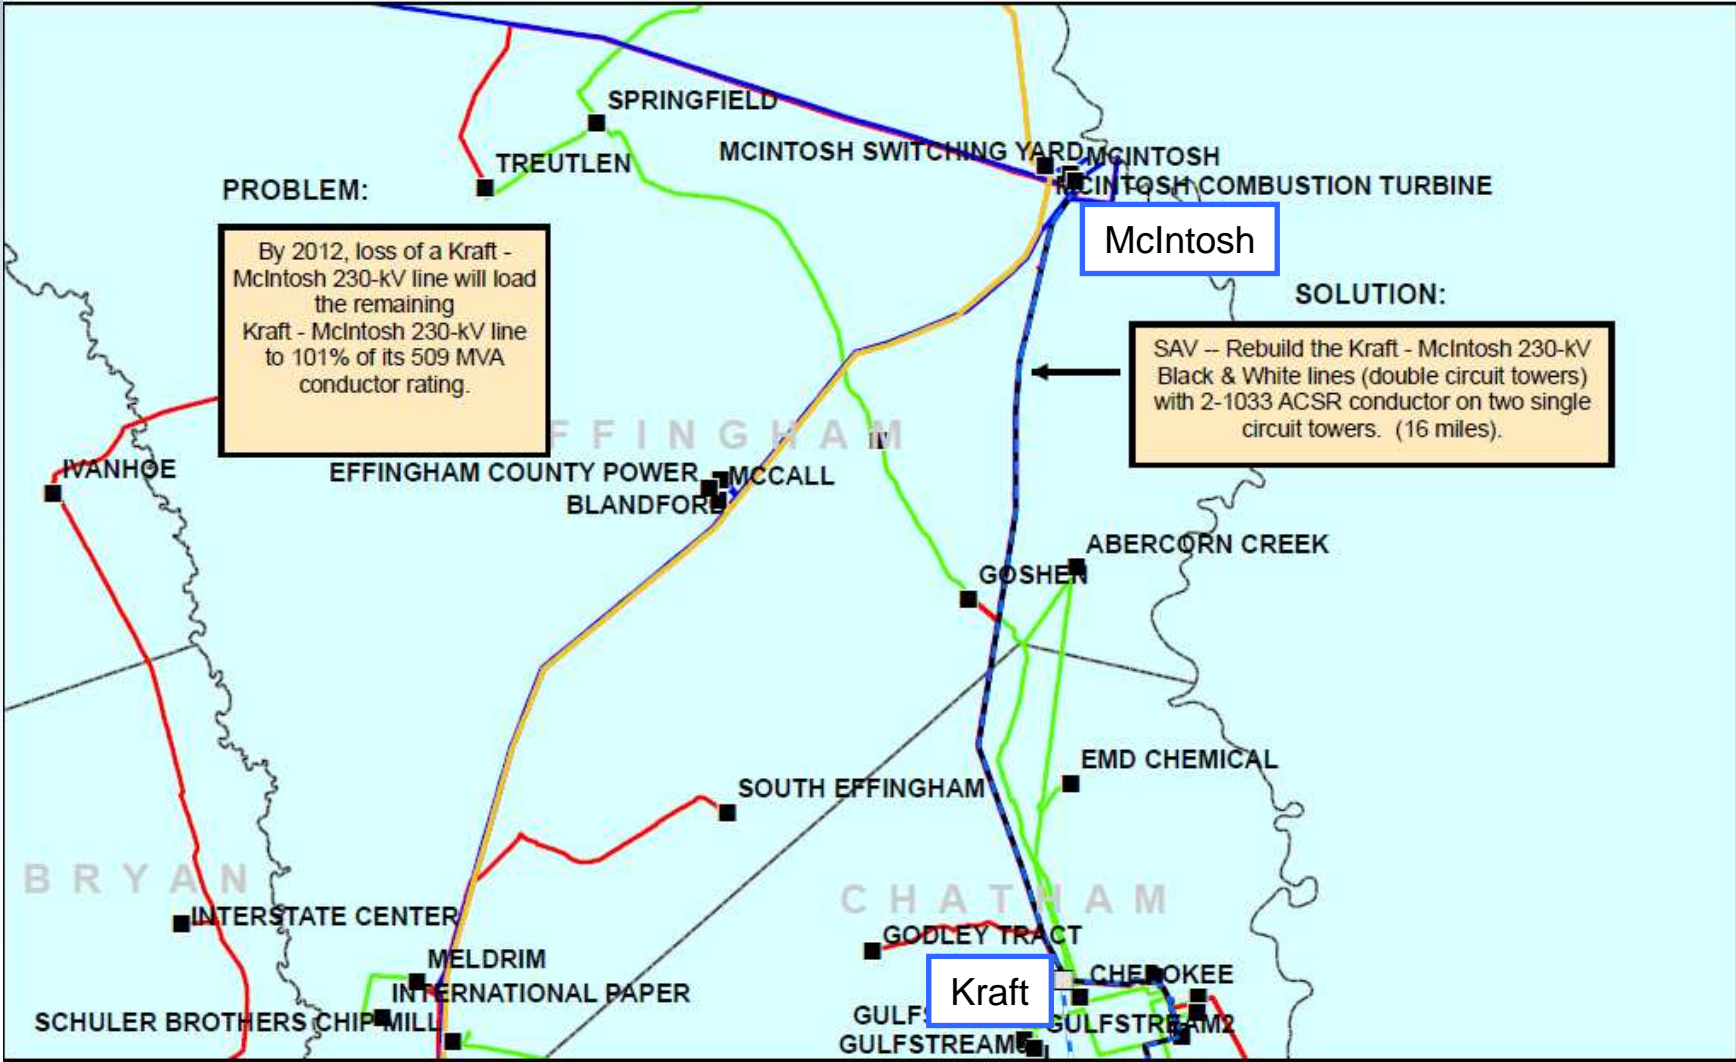 SPRINGFIELD
MCINTOSH SWITCHING YARD
MCINTOSH
TREUTLEN
MCINTOSH COMBUSTION TURBINE
PROBLEM:
By 2012, loss of a Kraft -
McIntosh 230-kV line will load
the remaining
Kraft - McIntosh 230-kV line
to 101% of its 509 MVA
conductor rating.
McIntosh
SOLUTION:
SAV -- Rebuild the Kraft - McIntosh 230-kV
Black & White lines (double circuit towers)
with 2-1033 ACSR conductor on two single
circuit towers. (16 miles).
FFINGHAM
IVANHOE
EFFINGHAM COUNTY POWER
MCCALL
BLANDFORD
ABERCORN CREEK
GOSHEN
EMD CHEMICAL
SOUTH EFFINGHAM
BRYAN
CHATHAM
INTERSTATE CENTER
GODLEY TRACT
MELDRIM
CHEROKEE
INTERNATIONAL PAPER
Kraft
SCHULER BROTHERS CHIP MILL
GULFSTREAM2